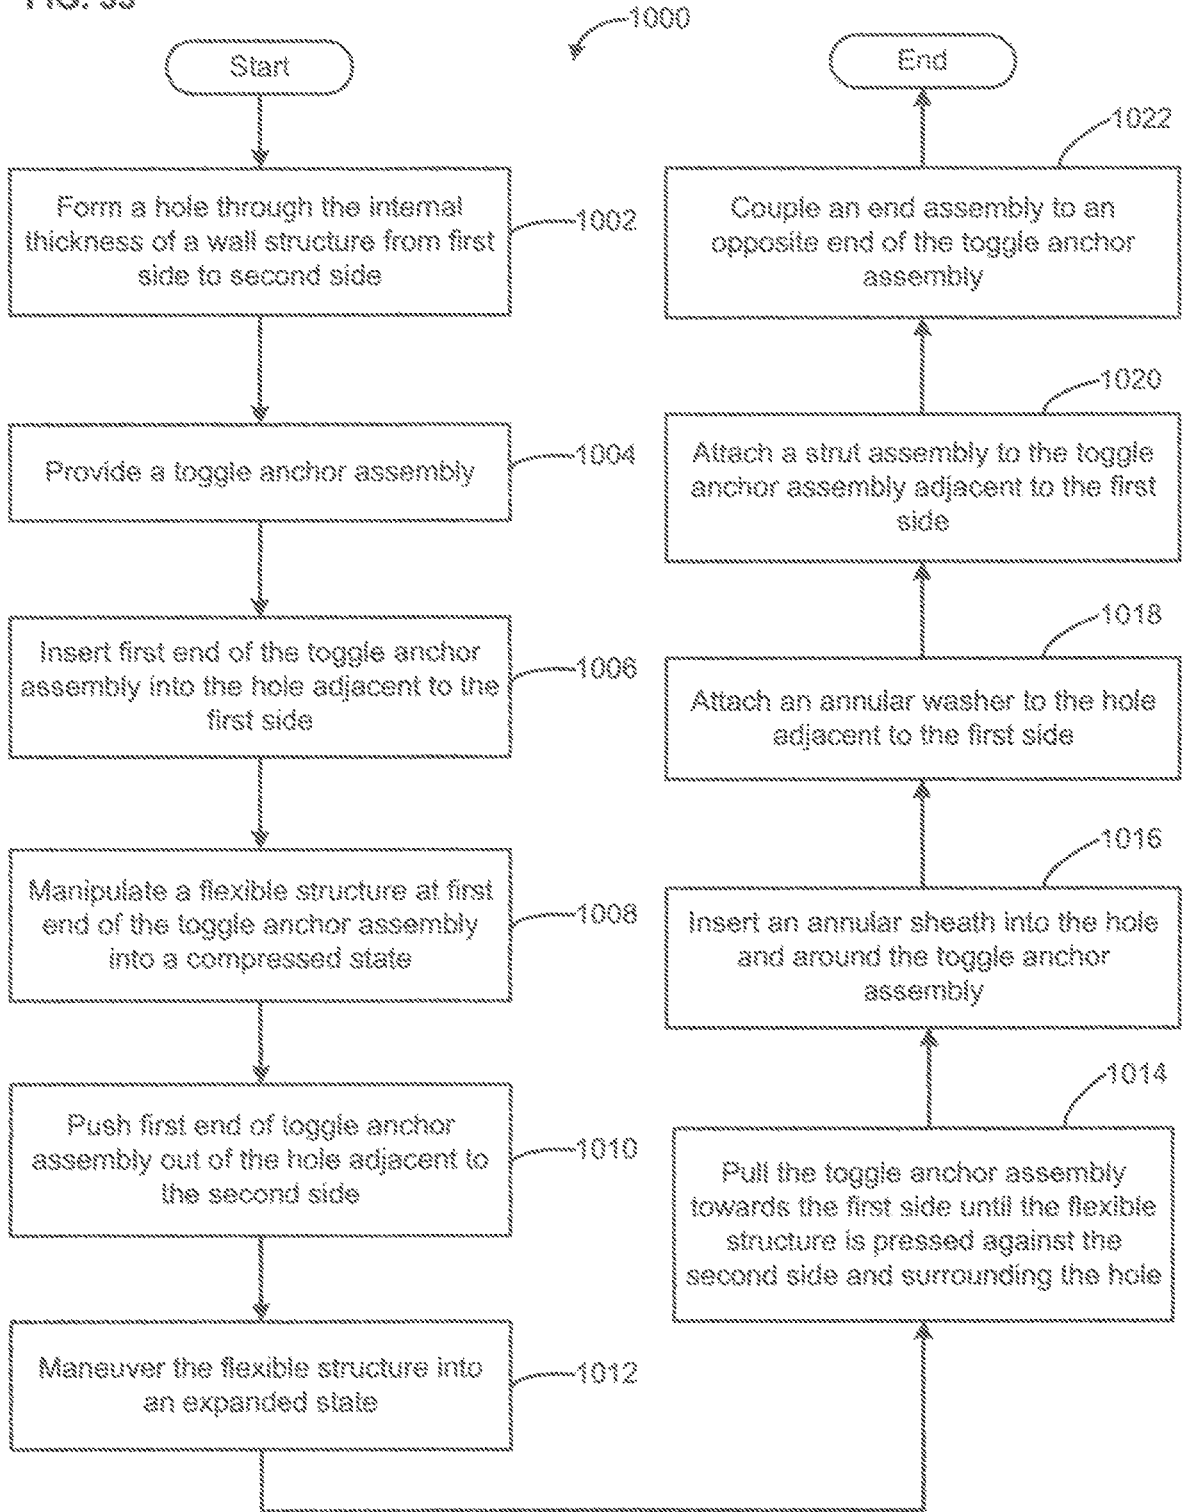 1000
Start
Form a hole through the internal
thickness of a wall structure from first
side to second side
1002
Provide a toggle anchor assembly
1004
Insert first end of the toggle anchor
assembly into the hole adjacent to the
first side
1006
Manipulate a flexible structure at first
end of the toggle anchor assembly
into a compressed state
1008
Push first end of toggle anchor
assembly out of the hole adjacent to
the second side
1010
Maneuver the flexible structure into
an expanded state
1012
Pull the toggle anchor assembly
towards the first side until the flexible
structure is pressed against the
second side and surrounding the hole
1014
Insert an annular sheath into the hole
and around the toggle anchor
assembly
1016
Attach an annular washer to the hole
adjacent to the first side
1018
Attach a strut assembly to the toggle
anchor assembly adjacent to the first
side
1020
Couple an end assembly to an
opposite end of the toggle anchor
assembly
1022
End